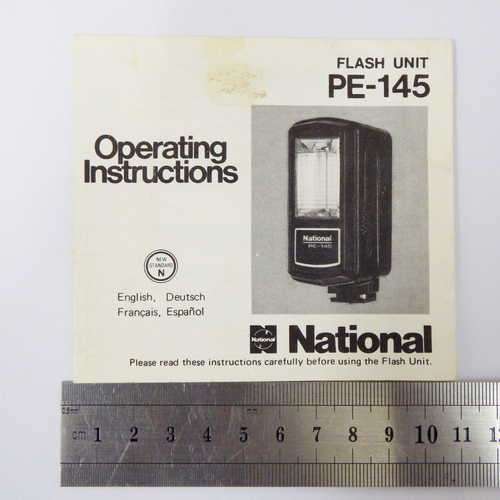 FLASH UNIT
PE-145
Operating
Instructions
National
PE-145
NEW
STANDARD
N
English, Deutsch
Français, Español
National
National
Please read these instructions carefully before using the Flash Unit.
0.5mm
cm 1 2 3 4 5 6 7 8 9 10 11 12